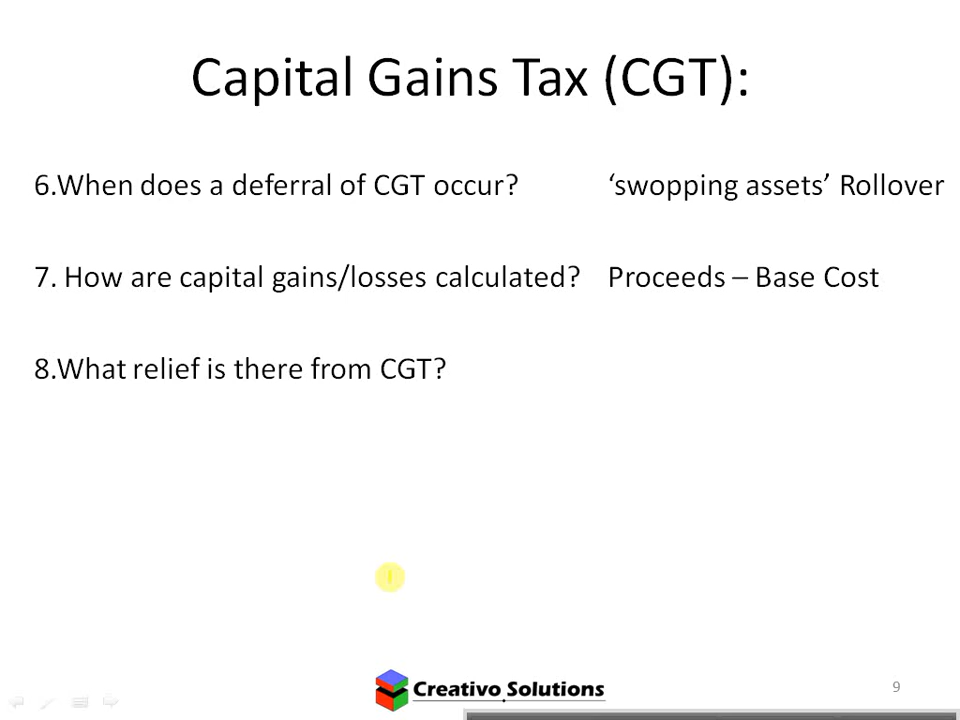 Capital Gains Tax (CGT):
6.When does a deferral of CGT occur? ‘swopping assets’ Rollover
7. How are capital gains/losses calculated? Proceeds – Base Cost
8.What relief is there from CGT?
Creativo Solutions
9